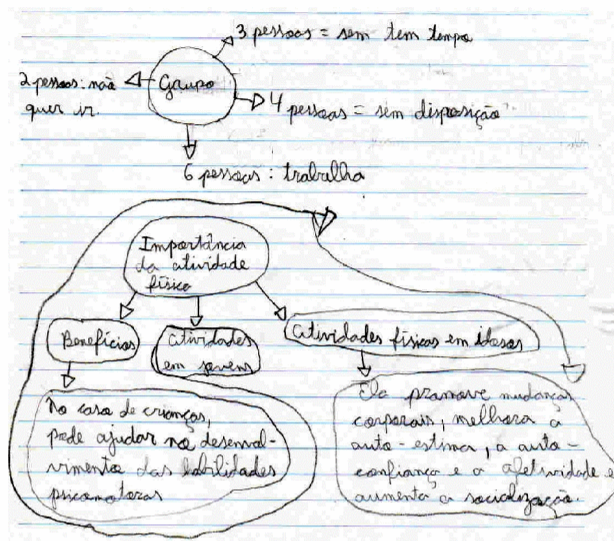 3 pessoas = sem tem tempo
2 pessoas: não
quer ir.
Grupo
4 pessoas = sem disposição
6 pessoas: trabalha
Importância
da atividade
física
Benefícios
Atividades
em jovens
Atividades físicas em idosos
No caso de crianças,
pode ajudar no desenvol-
vimento das habilidades
psicomotoras
Ela promove mudanças
corporais, melhora a
auto-estima, a auto-
confiança e a afetividade e
aumenta a socialização.